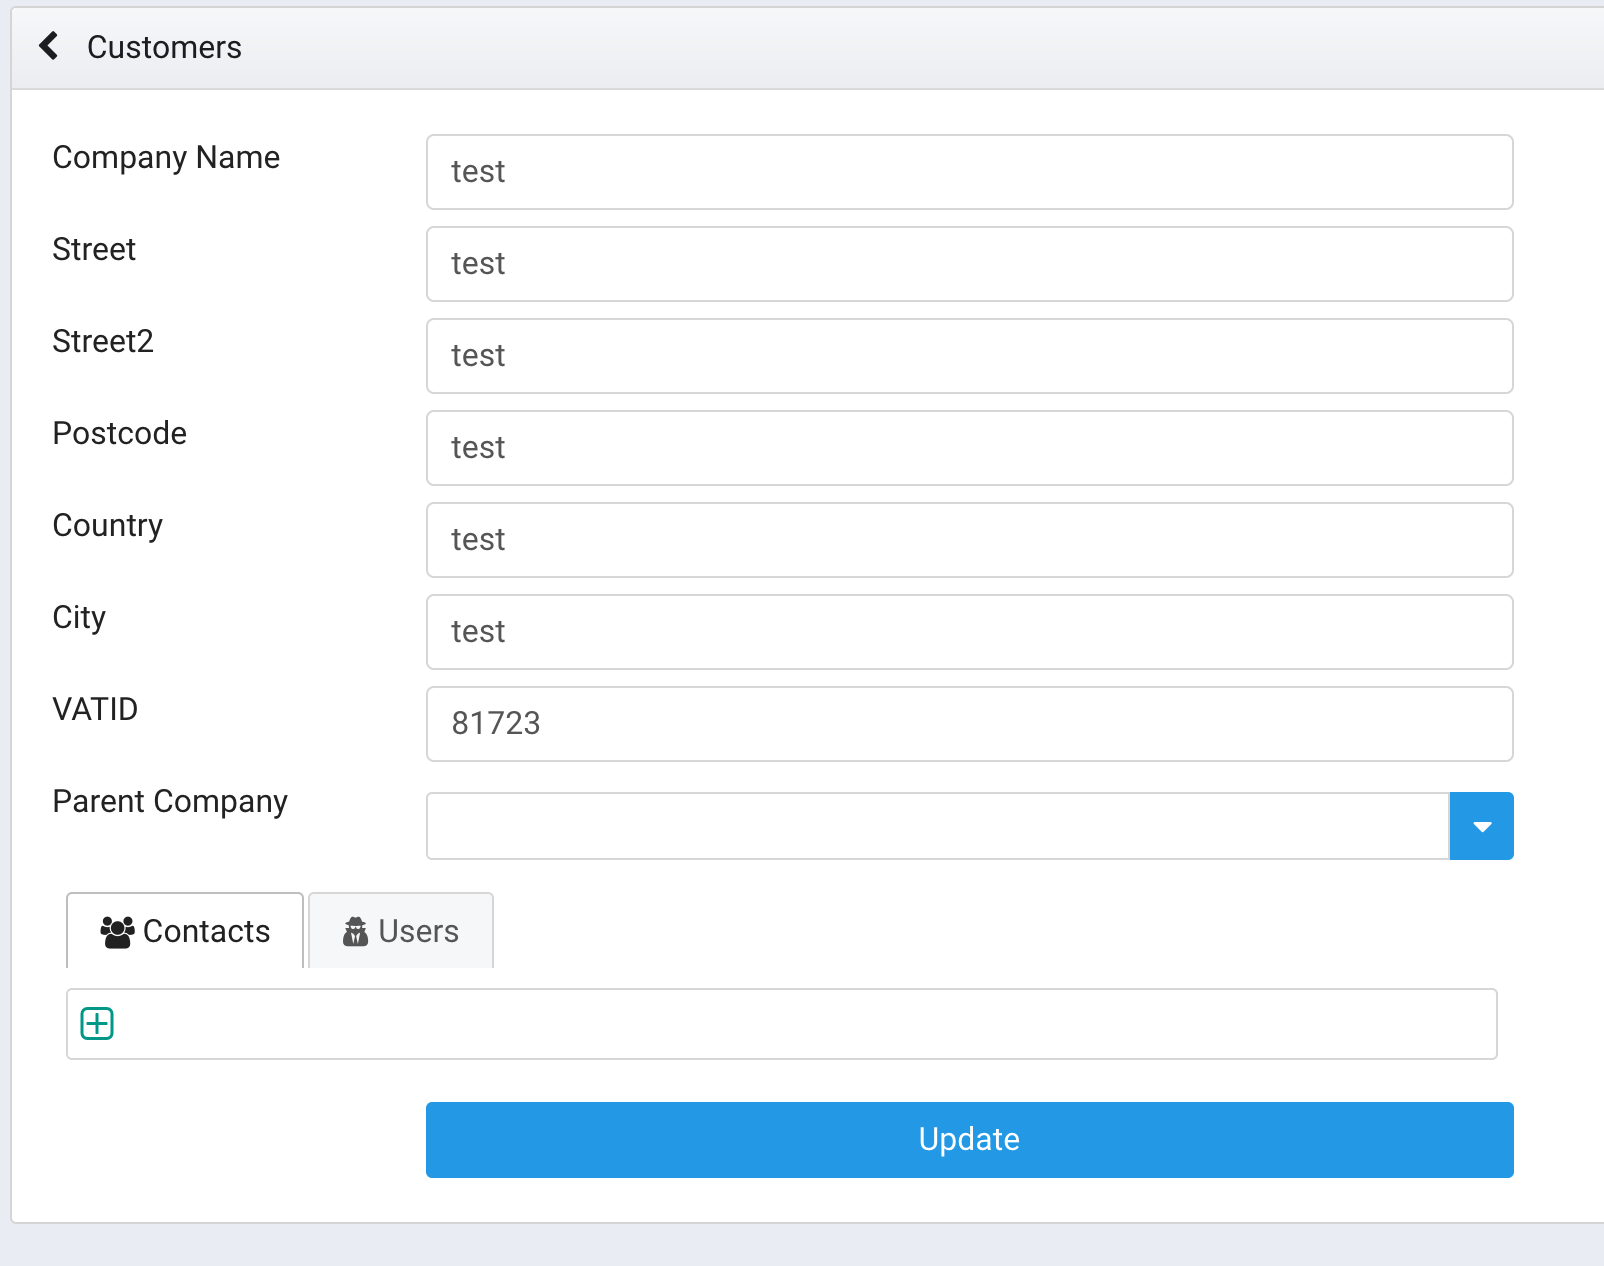 Customers
Company Name test
Street test
Street2 test
Postcode test
Country test
City test
VATID 81723
Parent Company
Contacts Users
Update